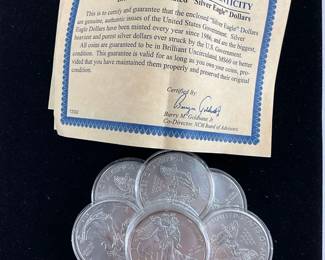 "Silver Eagle" Dollars
This is to certify and guarantee that the enclosed "Silver Eagle" Dollars
are genuine, authentic issues of the United States Government. Silver
Eagle Dollars have been minted every year since 1986, and are the biggest,
heaviest and purest silver dollars ever struck by the U.S. Government.
All coins are guaranteed to be in Brilliant Uncirculated, MS60 or better
condition. This guarantee is valid for as long as you own your coins, pro-
vided that you have maintained them properly and preserved their original
condition.
Certified By:
Barry M. Goldwater Jr.
Co-Director, NCM Board of Advisors